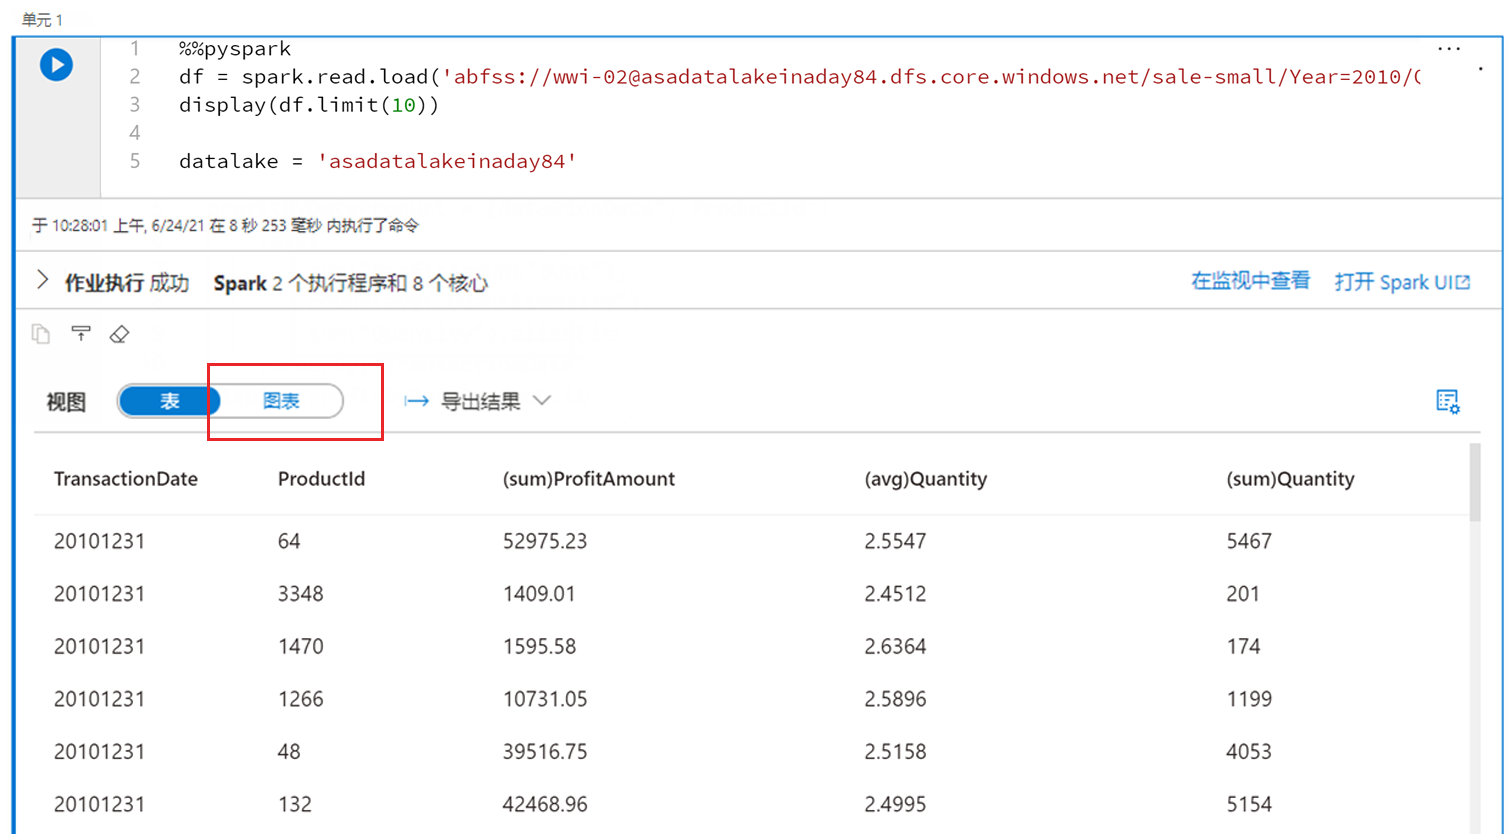 单元 1
1 %%pyspark
2 df = spark.read.load('abfss://wwi-02@asadatalakeinaday84.dfs.core.windows.net/sale-small/Year=2010/
3 display(df.limit(10))
4
5 datalake = 'asadatalakeinaday84'
于 10:28:01 上午, 6/24/21 在 8 秒 253 毫秒 内执行了命令
作业执行 成功 Spark 2 个执行程序和 8 个核心 在监视中查看 打开 Spark UI
视图 表 图表 导出结果
TransactionDate ProductId (sum)ProfitAmount (avg)Quantity (sum)Quantity
20101231 64 52975.23 2.5547 5467
20101231 3348 1409.01 2.4512 201
20101231 1470 1595.58 2.6364 174
20101231 1266 10731.05 2.5896 1199
20101231 48 39516.75 2.5158 4053
20101231 132 42468.96 2.4995 5154